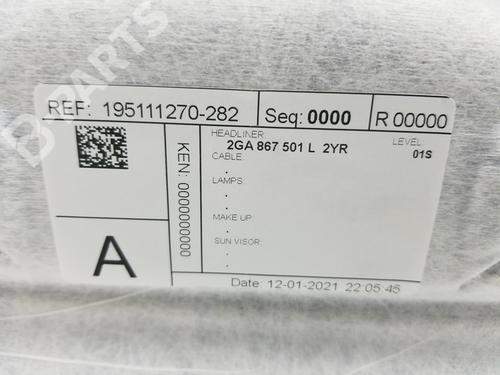 REF: 195111270-282
Seq: 0000
R 00000
KEN: 0000000000
HEADLINER:
2GA 867 501 L 2YR
LEVEL:
01S
CABLE:
.
LAMPS:
.
.
MAKE UP:
.
SUN VISOR:
.
A
Date: 12-01-2021 22:05:45
B PARTS